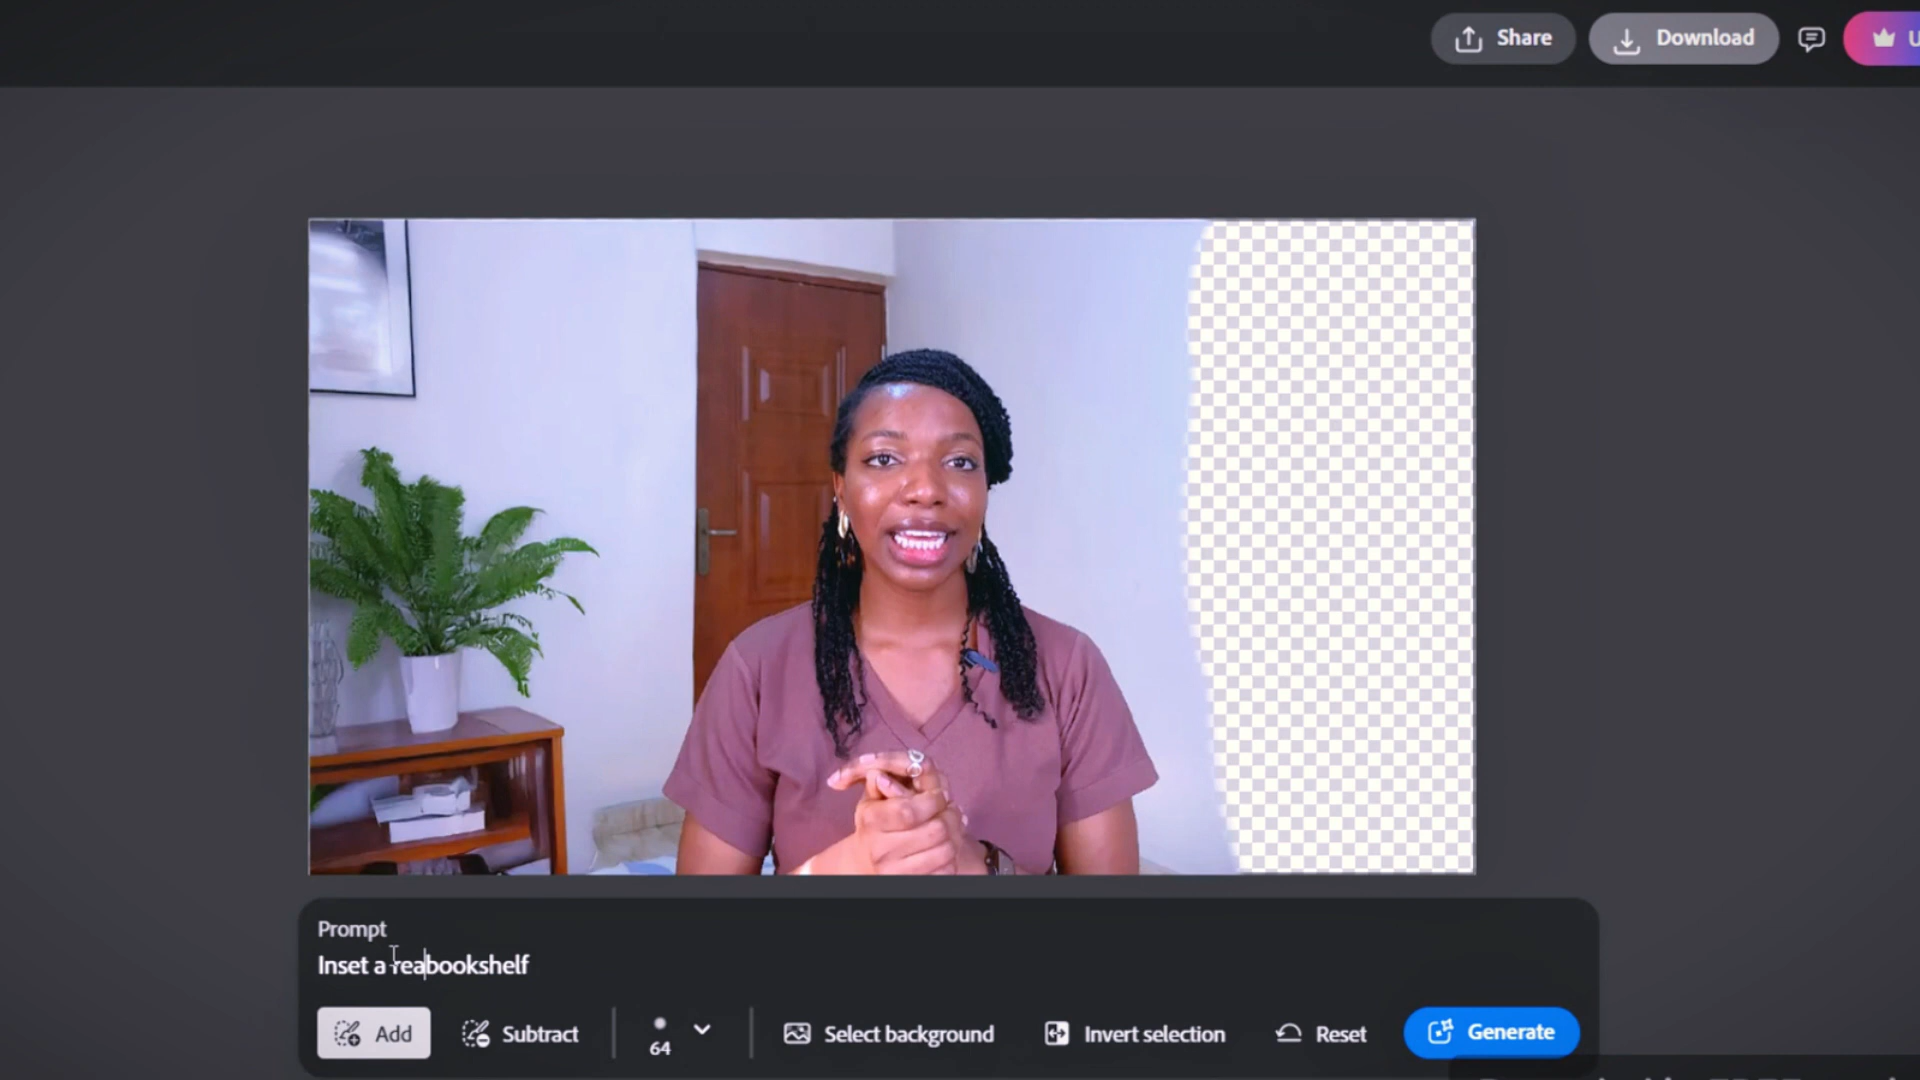 Share
Download
Prompt
Inset a reabookshelf
Add
Subtract
64
Select background
Invert selection
Reset
Generate